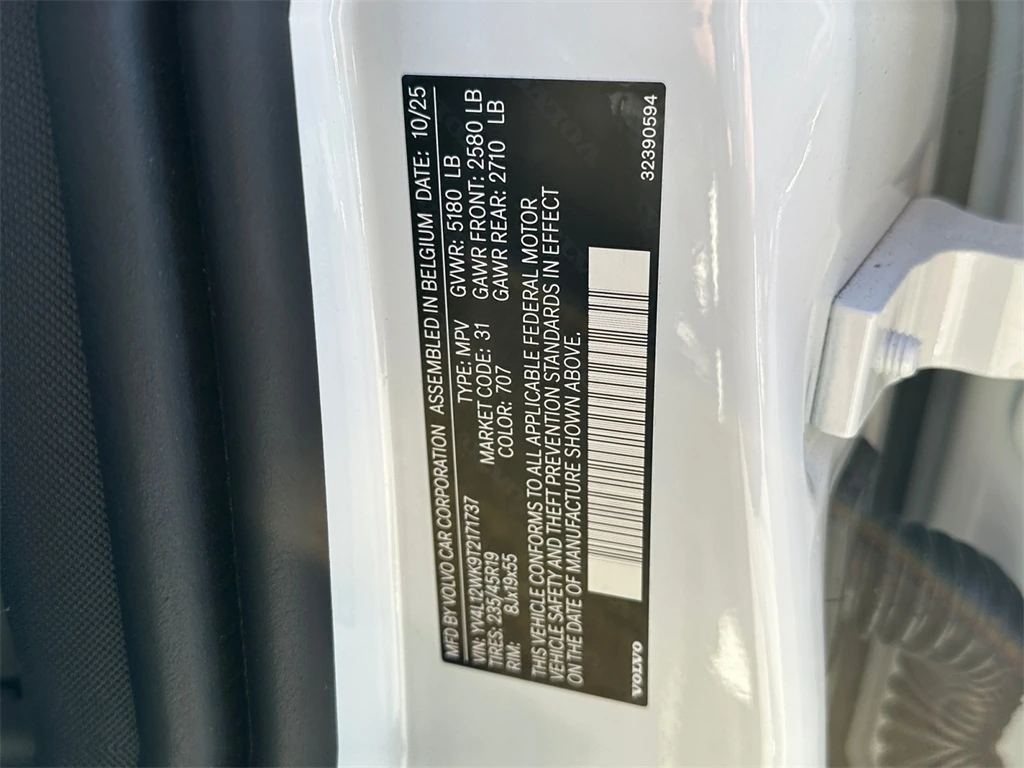 MFD BY VOLVO CAR CORPORATION ASSEMBLED IN BELGIUM DATE: 10/25
VIN: YV4L12WK9T2171737 TYPE: MPV GVWR: 5180 LB
TIRES: 235/45R19 MARKET CODE: 31 GAWR FRONT: 2580 LB
RIM: 8Jx19x55 COLOR: 707 GAWR REAR: 2710 LB
THIS VEHICLE CONFORMS TO ALL APPLICABLE FEDERAL MOTOR
VEHICLE SAFETY AND THEFT PREVENTION STANDARDS IN EFFECT
ON THE DATE OF MANUFACTURE SHOWN ABOVE.
VOLVO 32390594